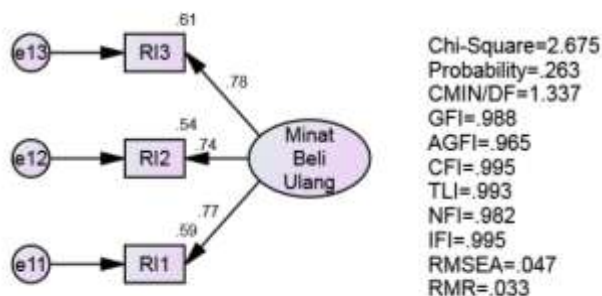 .61
e13
RI3
.78
.54
e12
RI2
.74
Minat
Beli
Ulang
.77
.59
e11
RI1
Chi-Square=2.675
Probability=.263
CMIN/DF=1.337
GFI=.988
AGFI=.965
CFI=.995
TLI=.993
NFI=.982
IFI=.995
RMSEA=.047
RMR=.033